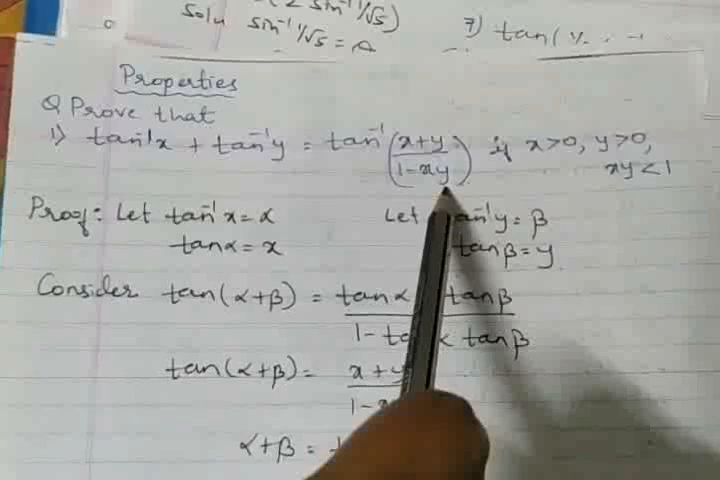 Solu
sin⁻¹ 1/√5 = A
7) tan(
Properties
Q Prove that
1) tan⁻¹x + tan⁻¹y = tan⁻¹ (x+y / 1-xy) if x>0, y>0,
xy<1
Proof: Let tan⁻¹x = α Let tan⁻¹y = β
tanα = x tanβ = y
Consider tan(α+β) = tanα tanβ
1 - tanα tanβ
tan(α+β) = x+y
1-x
α+β =